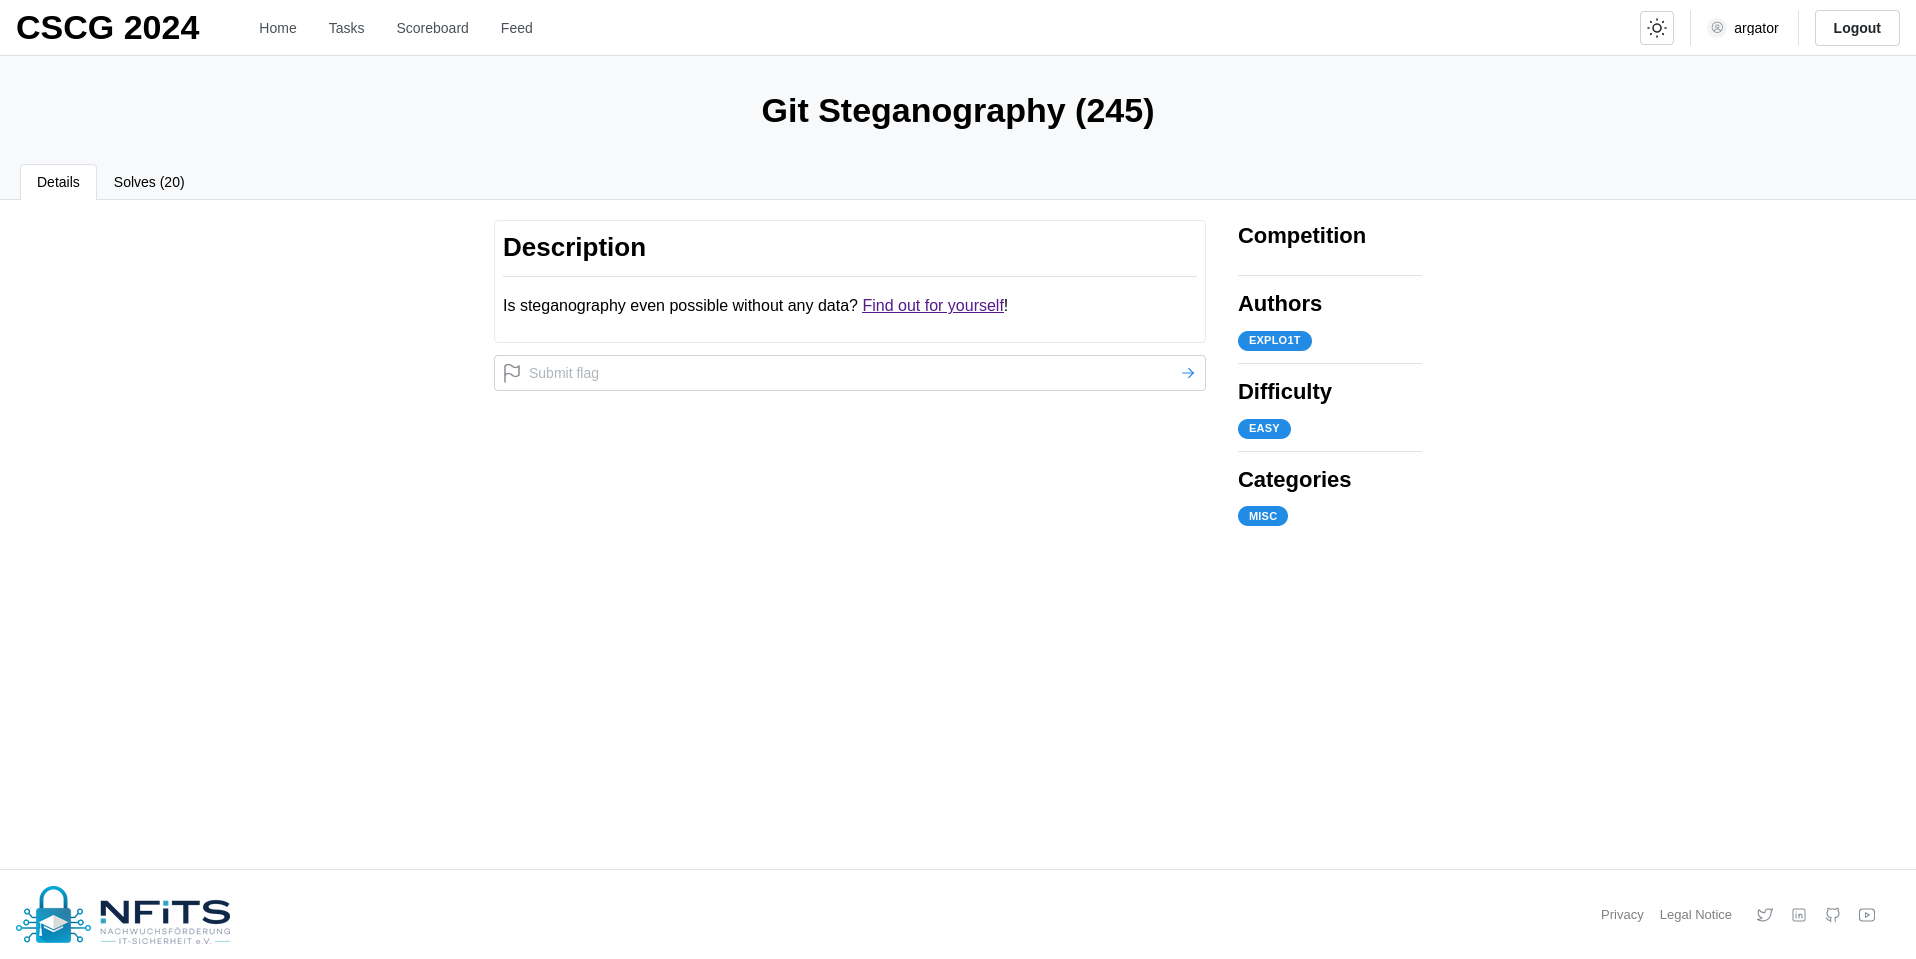 CSCG 2024
Home
Tasks
Scoreboard
Feed
argator
Logout
Git Steganography (245)
Details
Solves (20)
Description
Is steganography even possible without any data? Find out for yourself!
Submit flag
Competition
Authors
EXPLO1T
Difficulty
EASY
Categories
MISC
NFiTS
NACHWUCHSFÖRDERUNG
IT-SICHERHEIT e.V.
Privacy
Legal Notice